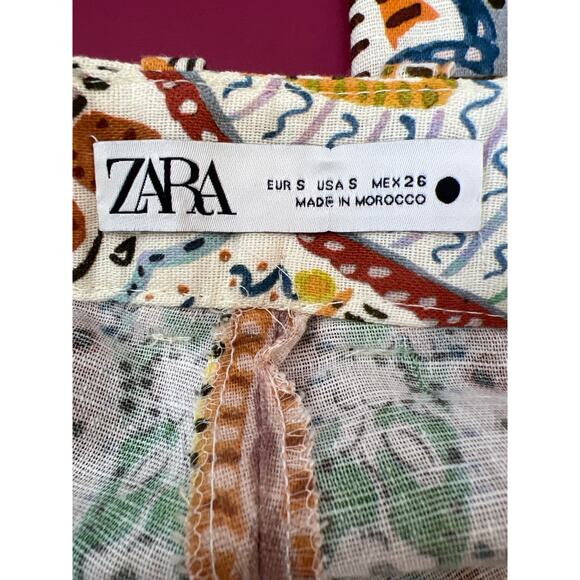 ZARA
EUR S USA S MEX 26
MADE IN MOROCCO